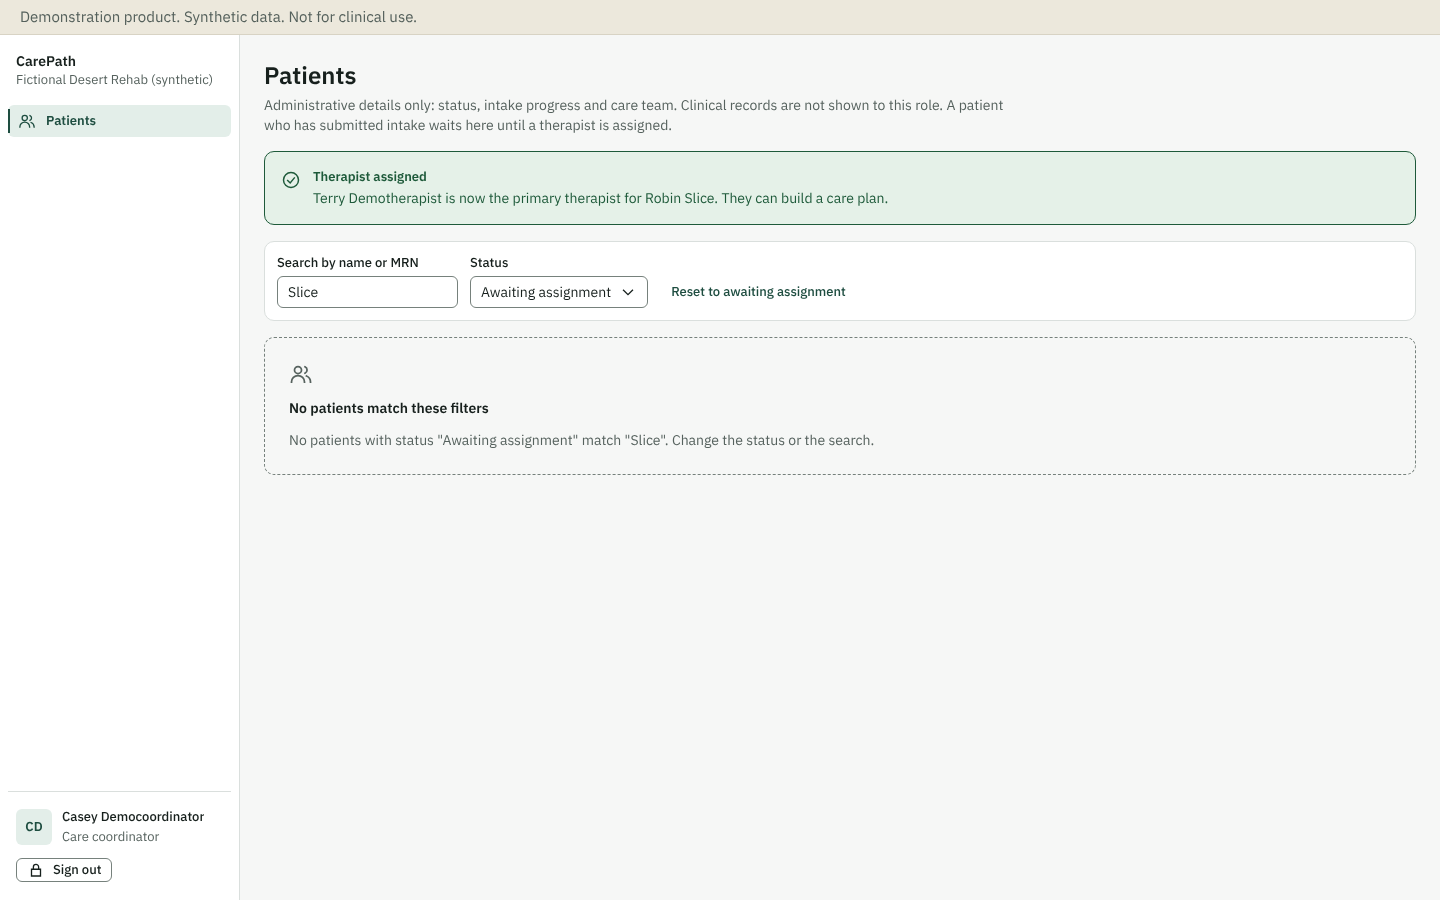 Demonstration product. Synthetic data. Not for clinical use.
CarePath
Fictional Desert Rehab (synthetic)
Patients
Patients
Administrative details only: status, intake progress and care team. Clinical records are not shown to this role. A patient
who has submitted intake waits here until a therapist is assigned.
Therapist assigned
Terry Demotherapist is now the primary therapist for Robin Slice. They can build a care plan.
Search by name or MRN
Status
Slice
Awaiting assignment
Reset to awaiting assignment
No patients match these filters
No patients with status "Awaiting assignment" match "Slice". Change the status or the search.
CD
Casey Democoordinator
Care coordinator
Sign out